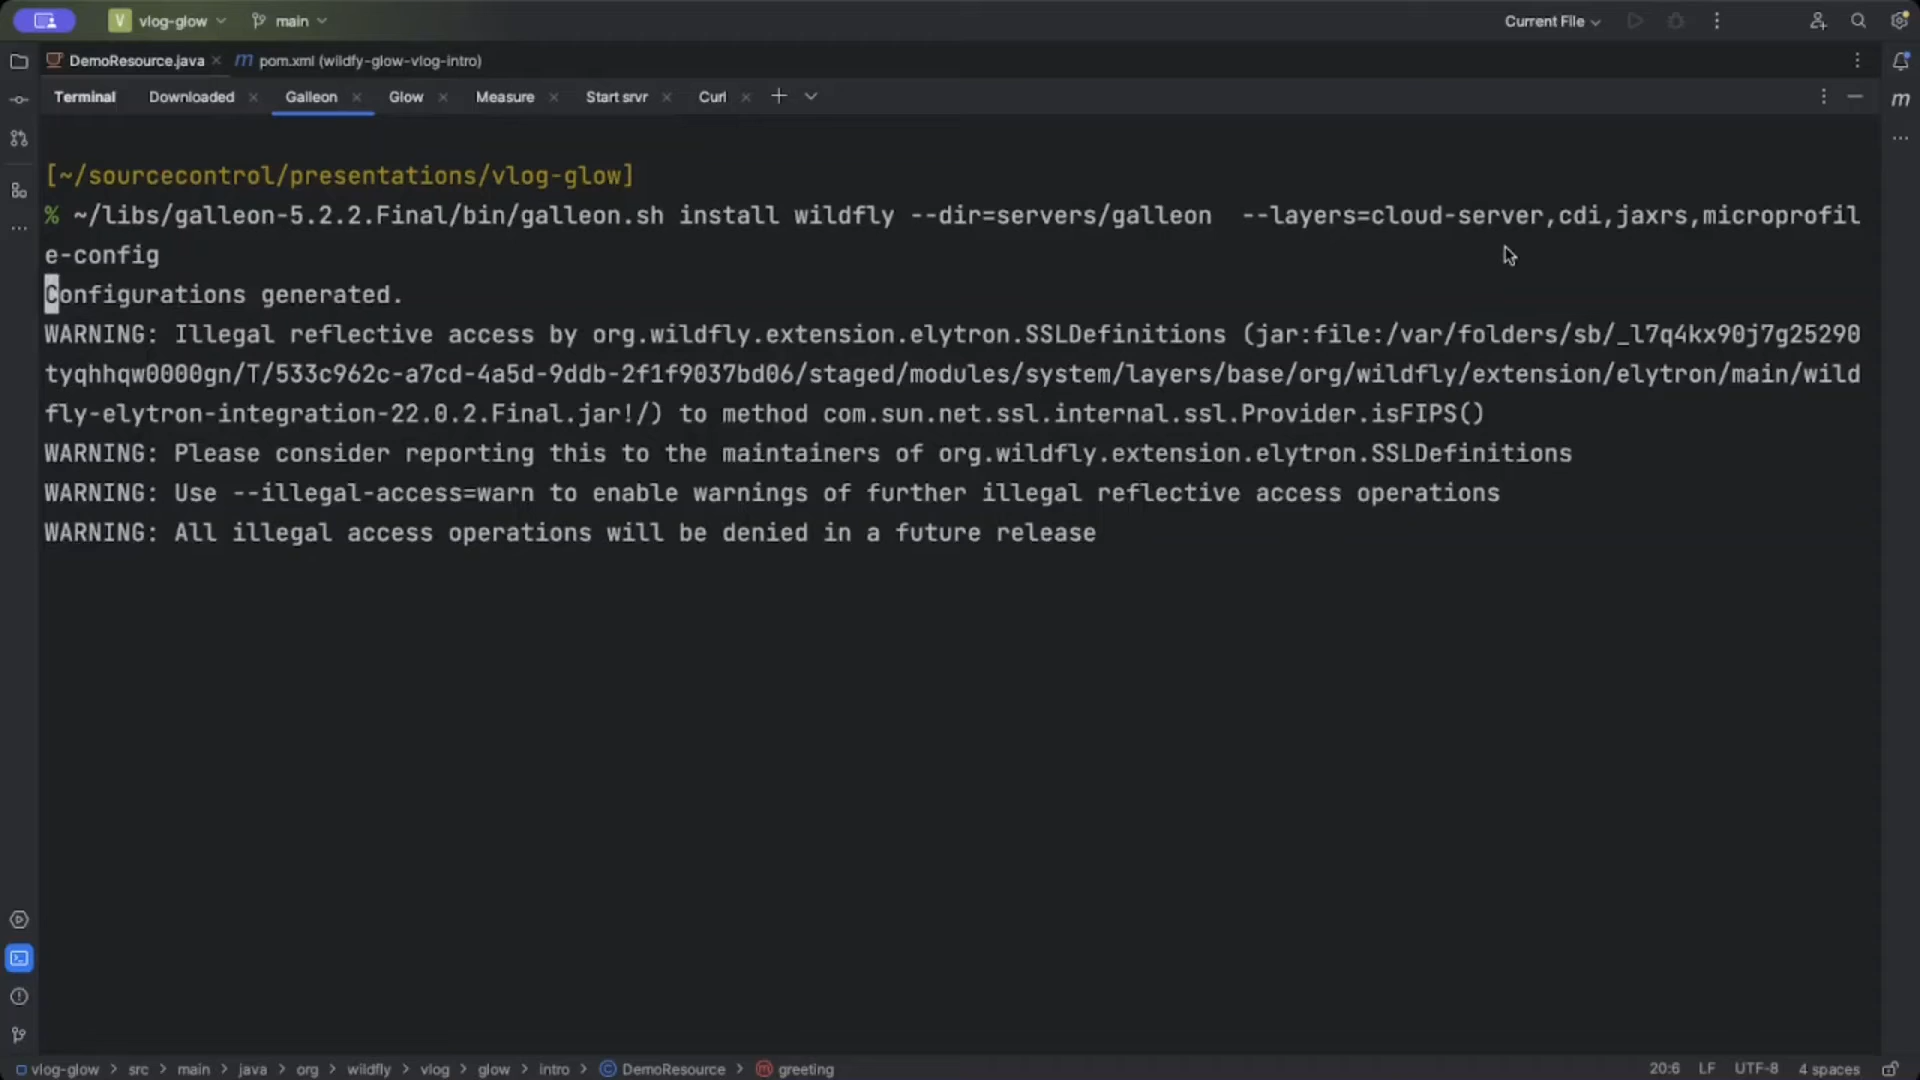 V vlog-glow main Current File
DemoResource.java m pom.xml (wildfy-glow-vlog-intro)
Terminal Downloaded Galleon Glow Measure Start srvr Curl
[~/sourcecontrol/presentations/vlog-glow]
% ~/libs/galleon-5.2.2.Final/bin/galleon.sh install wildfly --dir=servers/galleon  --layers=cloud-server,cdi,jaxrs,microprofil
e-config
Configurations generated.
WARNING: Illegal reflective access by org.wildfly.extension.elytron.SSLDefinitions (jar:file:/var/folders/sb/_l7q4kx90j7g25290
tyqhhqw0000gn/T/533c962c-a7cd-4a5d-9ddb-2f1f9037bd06/staged/modules/system/layers/base/org/wildfly/extension/elytron/main/wild
fly-elytron-integration-22.0.2.Final.jar!/) to method com.sun.net.ssl.internal.ssl.Provider.isFIPS()
WARNING: Please consider reporting this to the maintainers of org.wildfly.extension.elytron.SSLDefinitions
WARNING: Use --illegal-access=warn to enable warnings of further illegal reflective access operations
WARNING: All illegal access operations will be denied in a future release
vlog-glow > src > main > java > org > wildfly > vlog > glow > intro > C DemoResource > m greeting 20:6 LF UTF-8 4 spaces